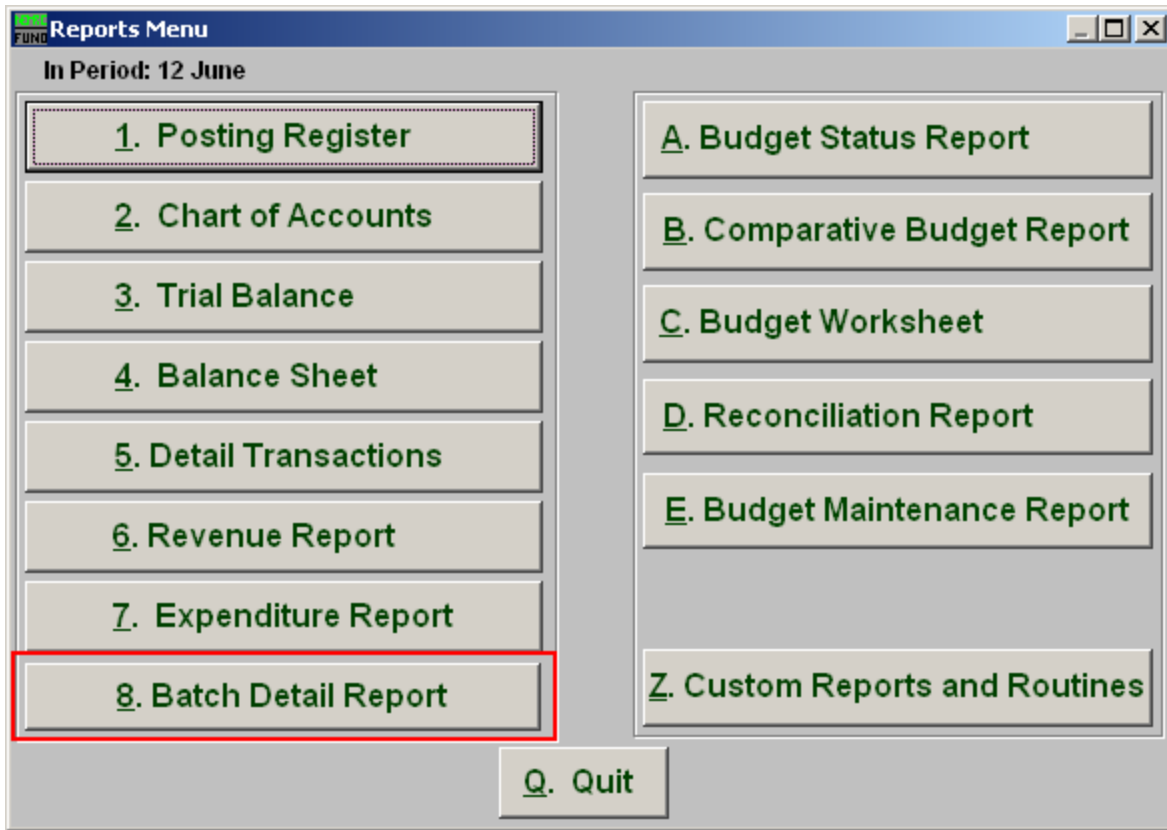 NEMRC
FUND
Reports Menu
In Period: 12 June
1. Posting Register
2. Chart of Accounts
3. Trial Balance
4. Balance Sheet
5. Detail Transactions
6. Revenue Report
7. Expenditure Report
8. Batch Detail Report
A. Budget Status Report
B. Comparative Budget Report
C. Budget Worksheet
D. Reconciliation Report
E. Budget Maintenance Report
Z. Custom Reports and Routines
Q. Quit